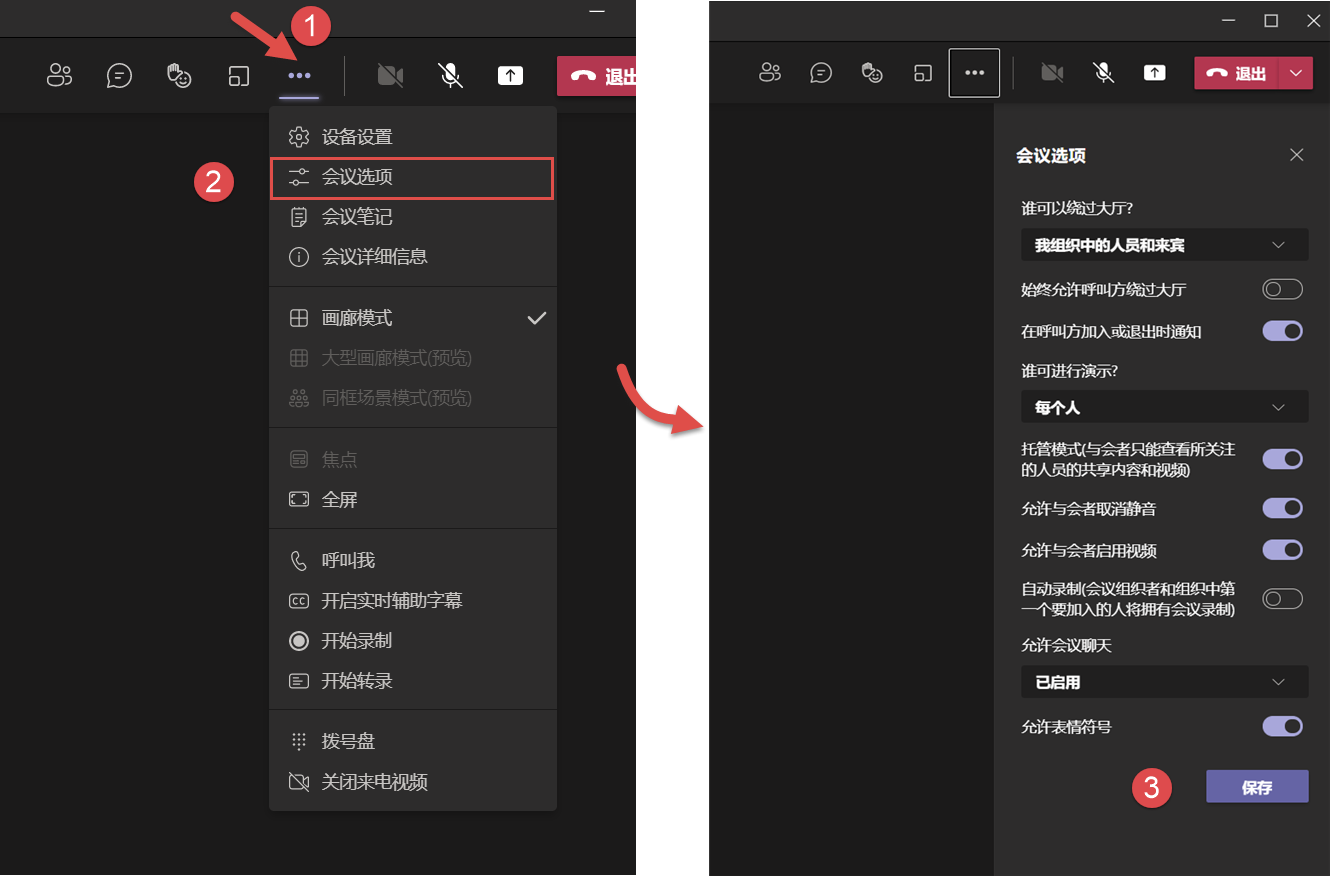 1
退出
2
设备设置
会议选项
会议笔记
会议详细信息
画廊模式
大型画廊模式(预览)
同框场景模式(预览)
焦点
全屏
呼叫我
CC 开启实时辅助字幕
开始录制
开始转录
拨号盘
关闭来电视频
退出
会议选项
谁可以绕过大厅?
我组织中的人员和来宾
始终允许呼叫方绕过大厅
在呼叫方加入或退出时通知
谁可进行演示?
每个人
托管模式(与会者只能查看所关注
的人员的共享内容和视频)
允许与会者取消静音
允许与会者启用视频
自动录制(会议组织者和组织中第
一个要加入的人将拥有会议录制)
允许会议聊天
已启用
允许表情符号
3
保存